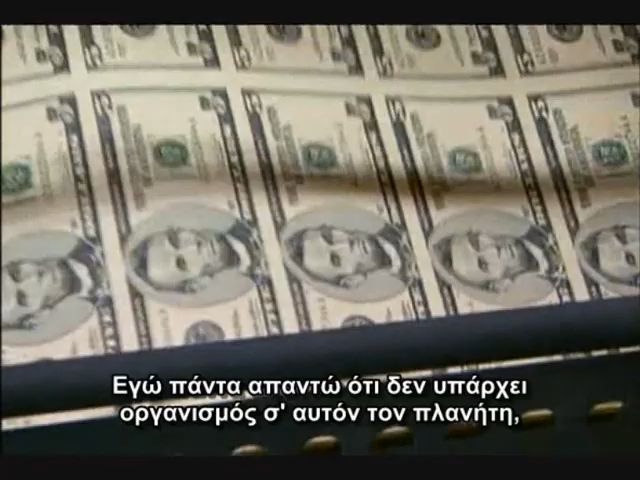 Εγώ πάντα απαντώ ότι δεν υπάρχει
οργανισμός σ' αυτόν τον πλανήτη,